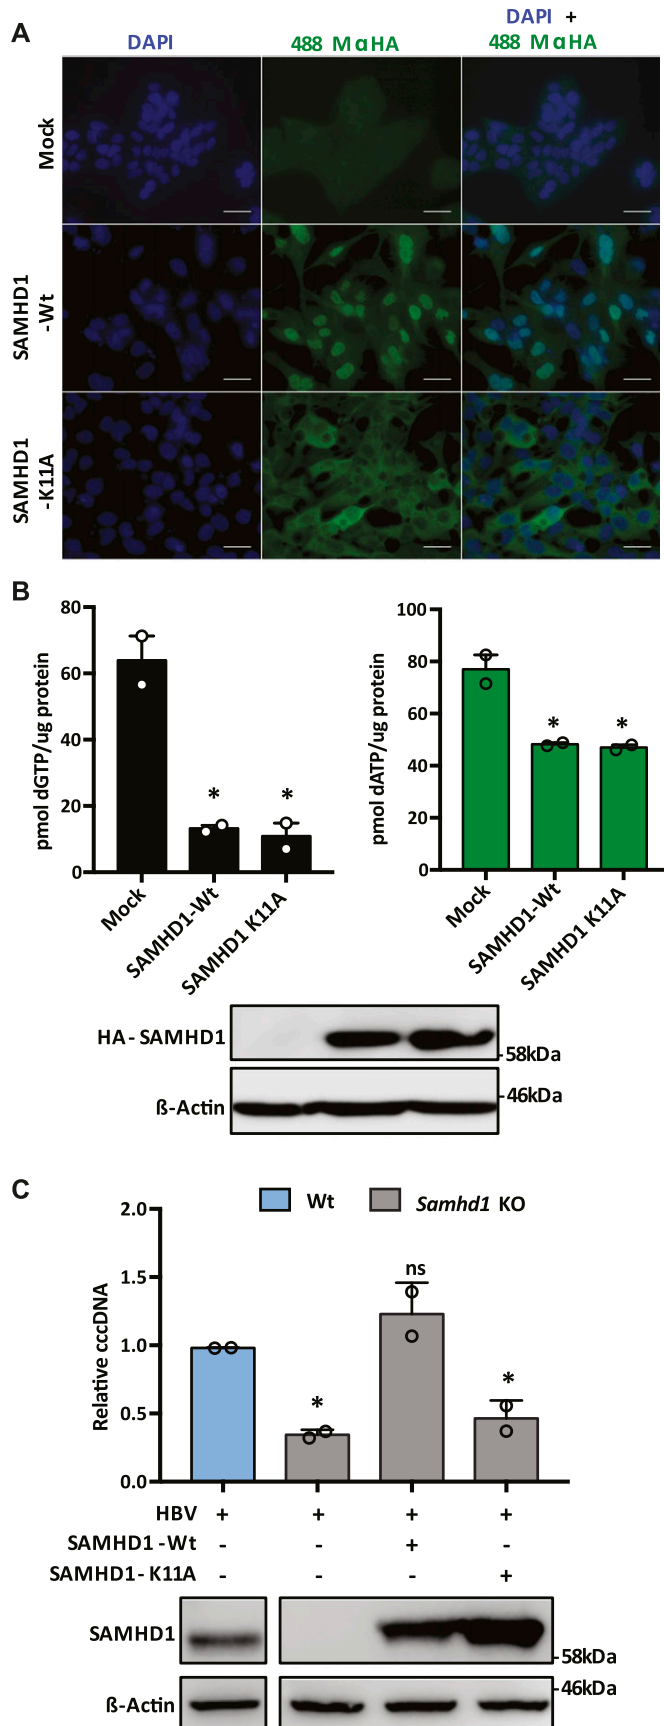 A
DAPI
488 MαHA
DAPI +
488 MαHA
Mock
SAMHD1
-Wt
SAMHD1
-K11A
B
pmol dGTP/ug protein
80
60
40
20
0
*
*
Mock
SAMHD1-Wt
SAMHD1 K11A
pmol dATP/ug protein
100
80
60
40
20
0
*
*
Mock
SAMHD1-Wt
SAMHD1 K11A
HA-SAMHD1
-58kDa
ß-Actin
-46kDa
C
Wt
Samhd1 KO
Relative cccDNA
2.0
1.5
1.0
0.5
0.0
*
ns
*
HBV + + + +
SAMHD1-Wt - - + -
SAMHD1-K11A - - - +
SAMHD1
-58kDa
-46kDa
ß-Actin